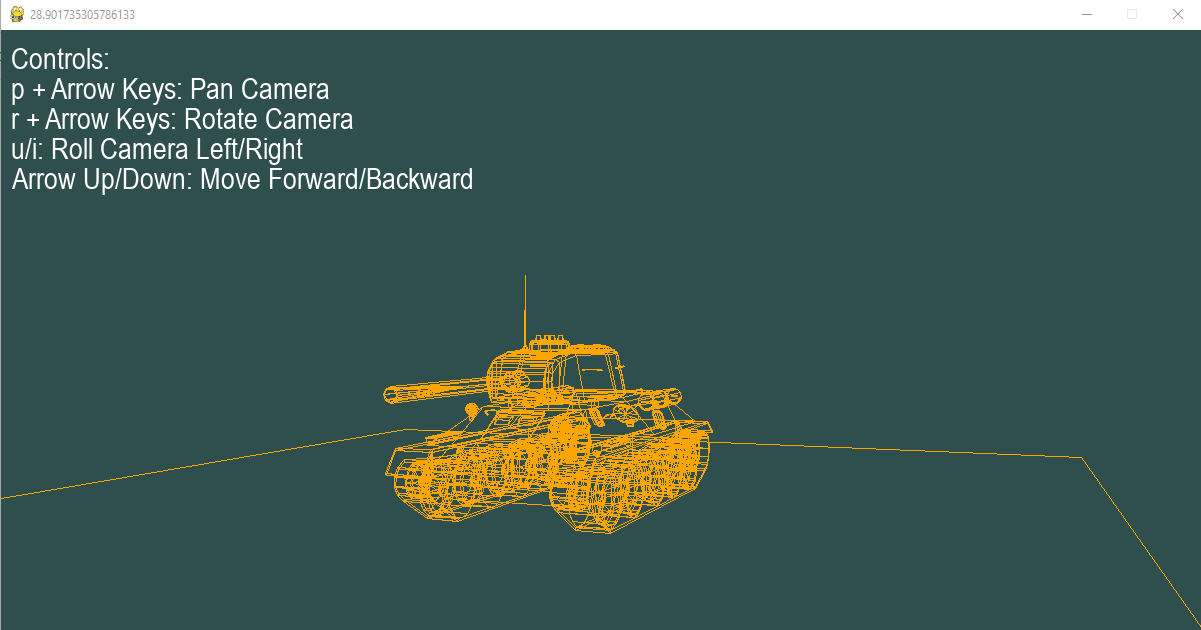 28.901735305786133
Controls:
p + Arrow Keys: Pan Camera
r + Arrow Keys: Rotate Camera
u/i: Roll Camera Left/Right
Arrow Up/Down: Move Forward/Backward